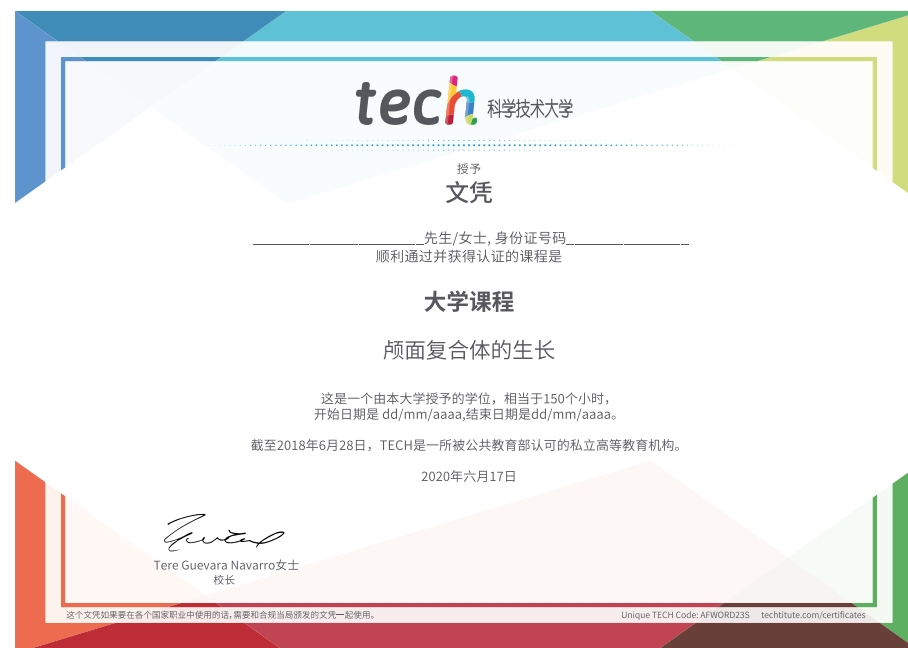 tech 科学技术大学
授予
文凭
_______________________先生/女士, 身份证号码________________
顺利通过并获得认证的课程是
大学课程
颅面复合体的生长
这是一个由本大学授予的学位，相当于150个小时，
开始日期是 dd/mm/aaaa,结束日期是dd/mm/aaaa。
截至2018年6月28日，TECH是一所被公共教育部认可的私立高等教育机构。
2020年六月17日
Tere Guevara Navarro女士
校长
这个文凭如果要在各个国家职业中使用的话,需要和合规当局颁发的文凭一起使用。
Unique TECH Code: AFWORD23S techtitute.com/certificates